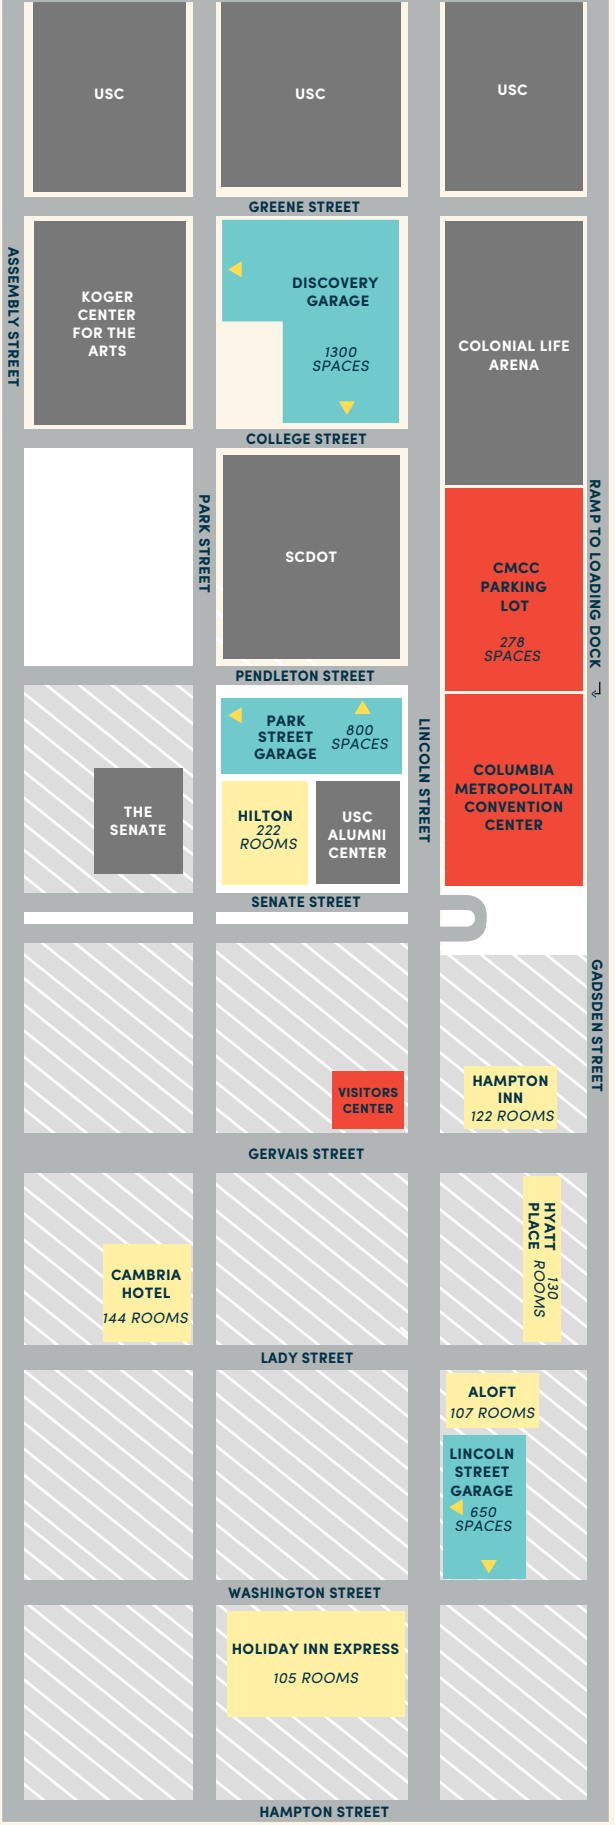 USC
USC
USC
GREENE STREET
ASSEMBLY STREET
KOGER
CENTER
FOR THE
ARTS
DISCOVERY
GARAGE
1300
SPACES
COLONIAL LIFE
ARENA
COLLEGE STREET
PARK STREET
SCDOT
RAMP TO LOADING DOCK
CMCC
PARKING
LOT
278
SPACES
PENDLETON STREET
PARK
STREET
GARAGE
800
SPACES
LINCOLN STREET
COLUMBIA
METROPOLITAN
CONVENTION
CENTER
THE
SENATE
HILTON
222
ROOMS
USC
ALUMNI
CENTER
SENATE STREET
GADSDEN STREET
VISITORS
CENTER
HAMPTON
INN
122 ROOMS
GERVAIS STREET
HYATT
PLACE
130
ROOMS
CAMBRIA
HOTEL
144 ROOMS
LADY STREET
ALOFT
107 ROOMS
LINCOLN
STREET
GARAGE
650
SPACES
WASHINGTON STREET
HOLIDAY INN EXPRESS
105 ROOMS
HAMPTON STREET